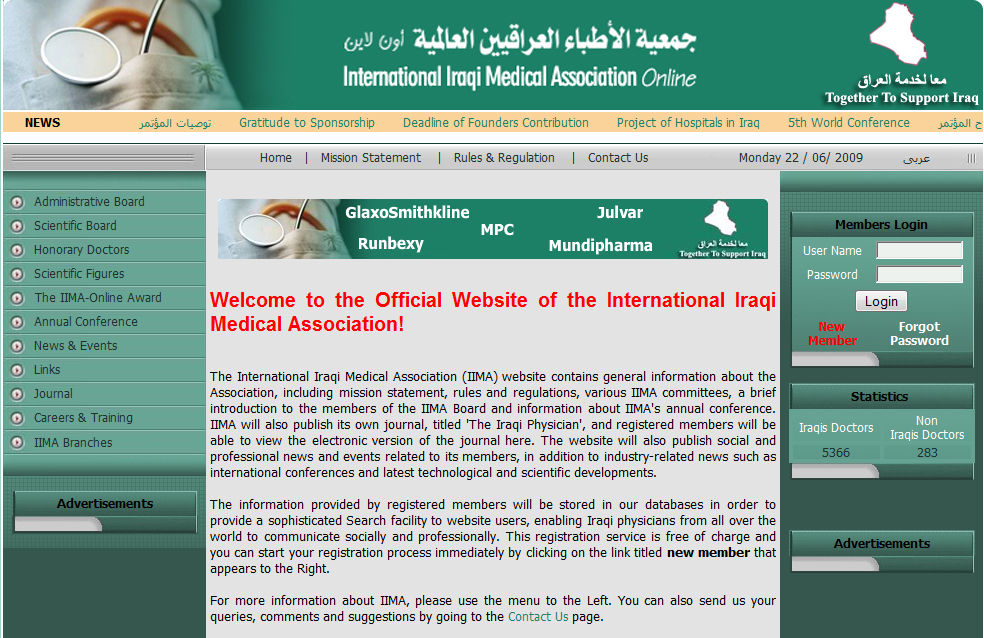 جمعية الأطباء العراقيين العالمية أون لاين
International Iraqi Medical Association Online
معا لخدمة العراق
Together To Support Iraq
NEWS توصيات المؤتمر Gratitude to Sponsorship Deadline of Founders Contribution Project of Hospitals in Iraq 5th World Conference ح المؤتمر
Home | Mission Statement | Rules & Regulation | Contact Us Monday 22 / 06/ 2009 عربى
Administrative Board
Scientific Board
Honorary Doctors
Scientific Figures
The IIMA-Online Award
Annual Conference
News & Events
Links
Journal
Careers & Training
IIMA Branches
Advertisements
GlaxoSmithkline
MPC
Julvar
Runbexy
Mundipharma
معا لخدمة العراق
Together To Support Iraq
Welcome to the Official Website of the International Iraqi
Medical Association!
The International Iraqi Medical Association (IIMA) website contains general information about the
Association, including mission statement, rules and regulations, various IIMA committees, a brief
introduction to the members of the IIMA Board and information about IIMA's annual conference.
IIMA will also publish its own journal, titled 'The Iraqi Physician', and registered members will be
able to view the electronic version of the journal here. The website will also publish social and
professional news and events related to its members, in addition to industry-related news such as
international conferences and latest technological and scientific developments.
The information provided by registered members will be stored in our databases in order to
provide a sophisticated Search facility to website users, enabling Iraqi physicians from all over the
world to communicate socially and professionally. This registration service is free of charge and
you can start your registration process immediately by clicking on the link titled new member that
appears to the Right.
For more information about IIMA, please use the menu to the Left. You can also send us your
queries, comments and suggestions by going to the Contact Us page.
Members Login
User Name
Password
Login
New Member
Forgot Password
Statistics
Iraqis Doctors
Non Iraqis Doctors
5366
283
Advertisements